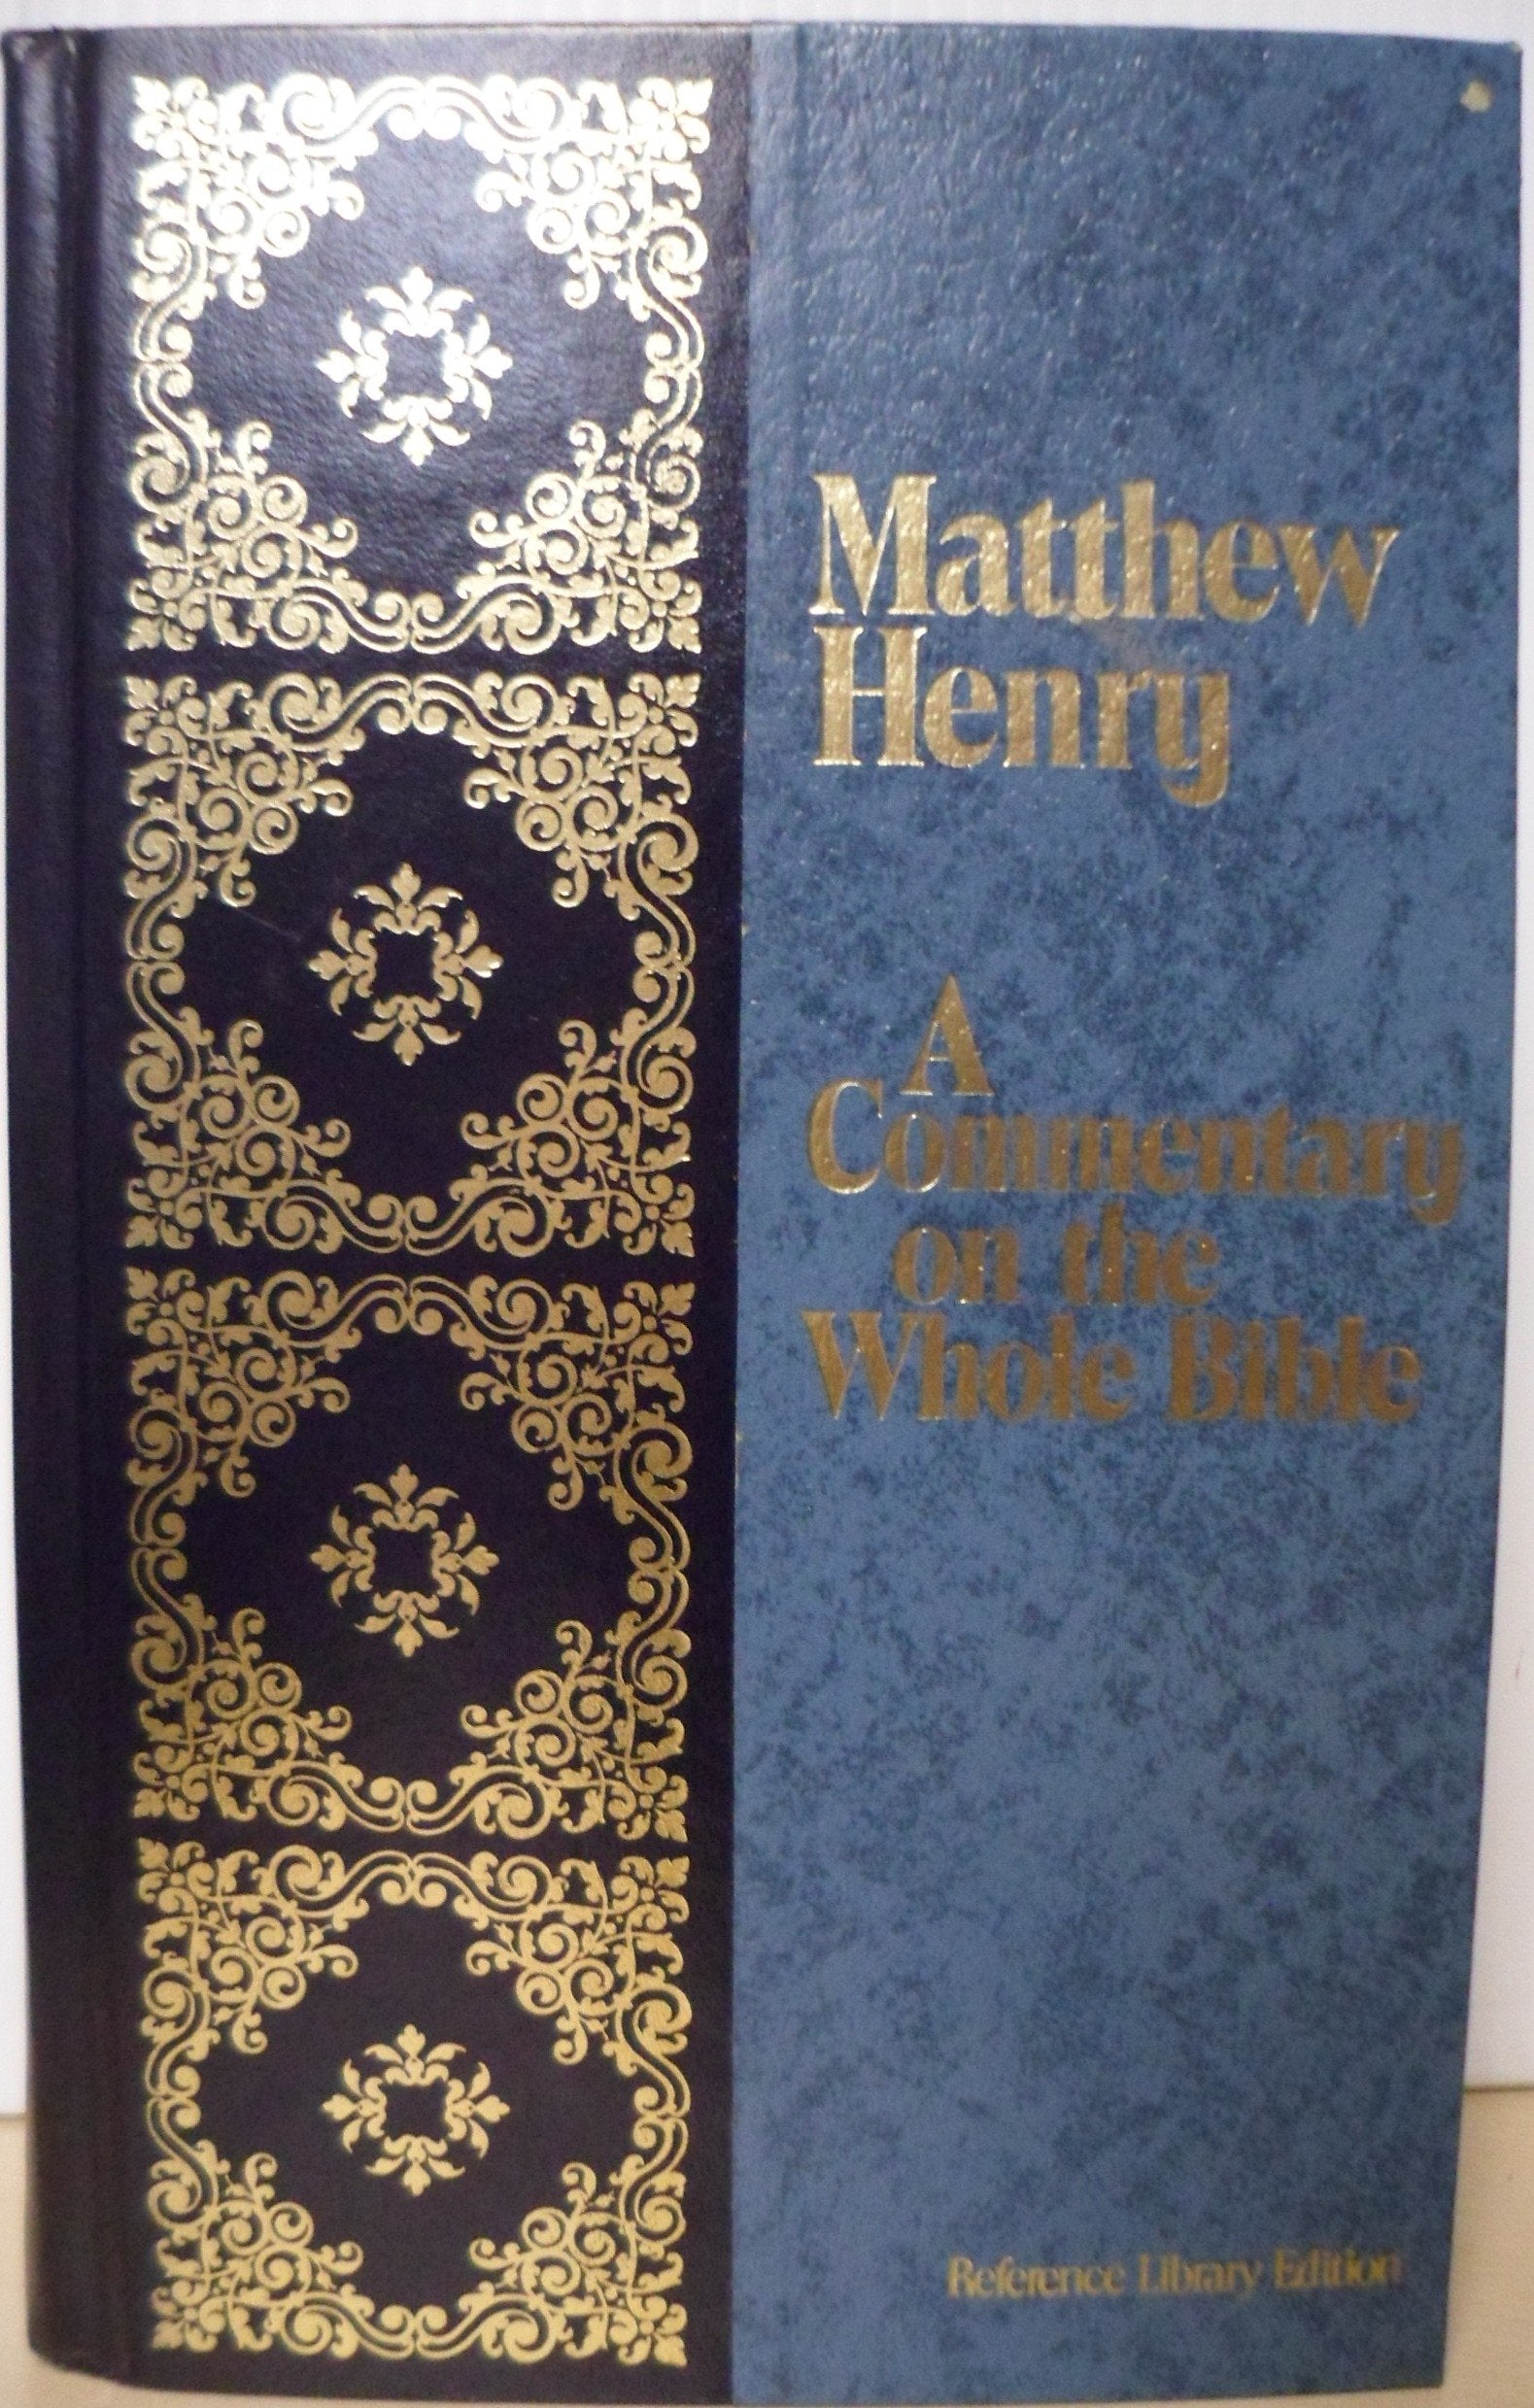 Matthew
Henry
A
Commentary
on the
Whole Bible
Reference Library Edition